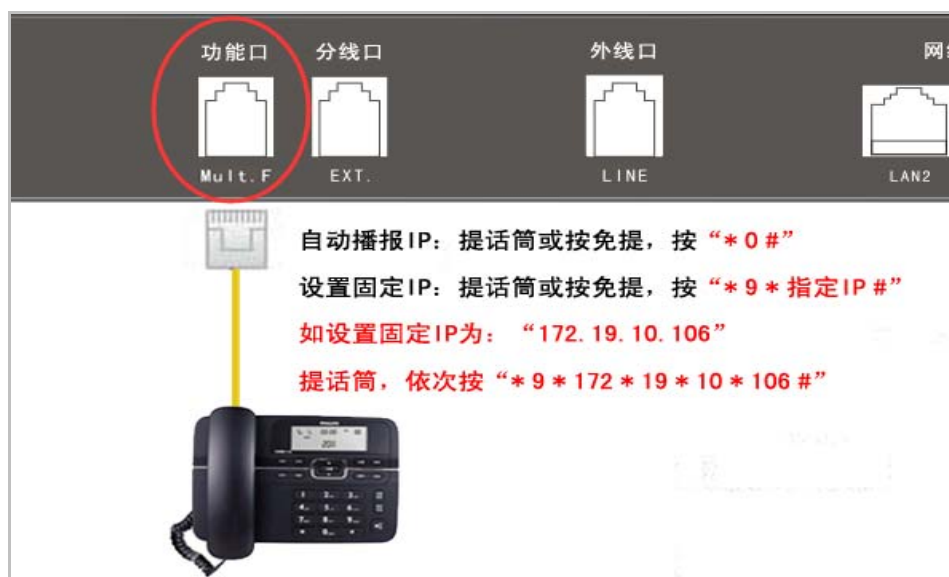 功能口 分线口 外线口
Mult.F EXT. LINE LAN2
自动播报IP：提话筒或按免提，按“*0#”
设置固定IP：提话筒或按免提，按“*9*指定IP#”
如设置固定IP为：“172.19.10.106”
提话筒，依次按“*9*172*19*10*106#”